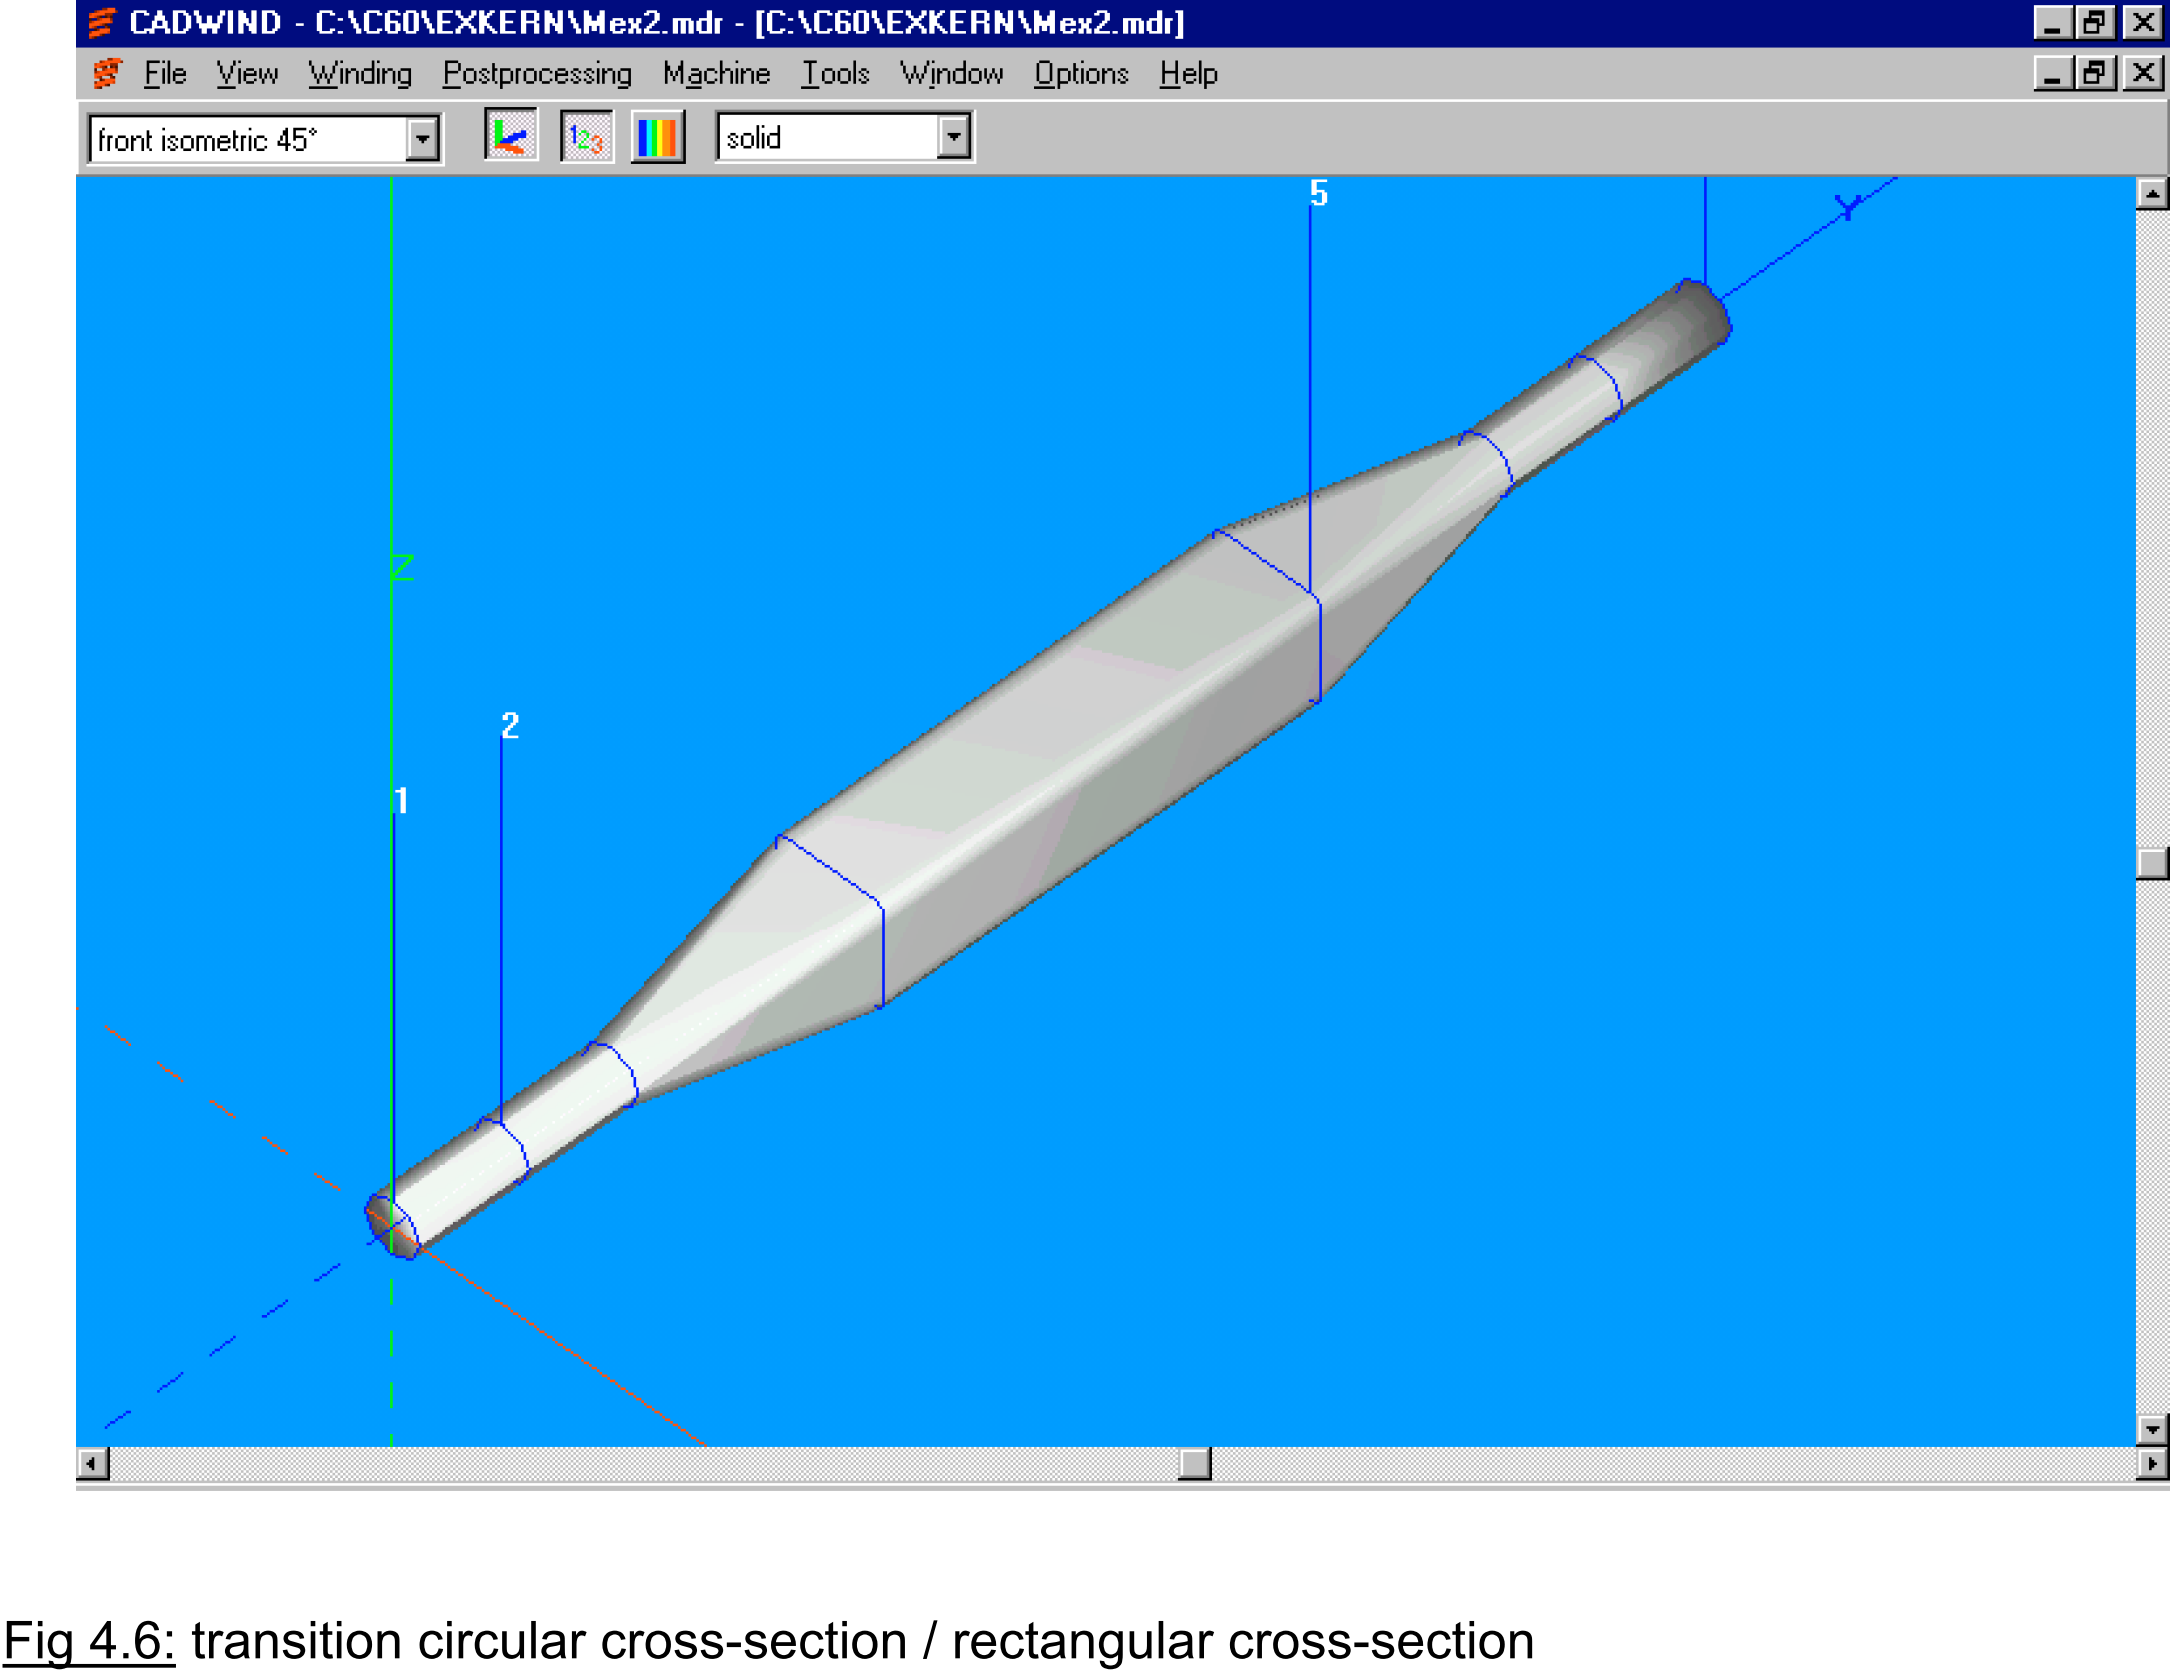 CADWIND - C:\C60\EXKERN\Mex2.mdr - [C:\C60\EXKERN\Mex2.mdr]
File View Winding Postprocessing Machine Tools Window Options Help
front isometric 45° 123 solid
5
Y
Z
2
1
Fig 4.6: transition circular cross-section / rectangular cross-section